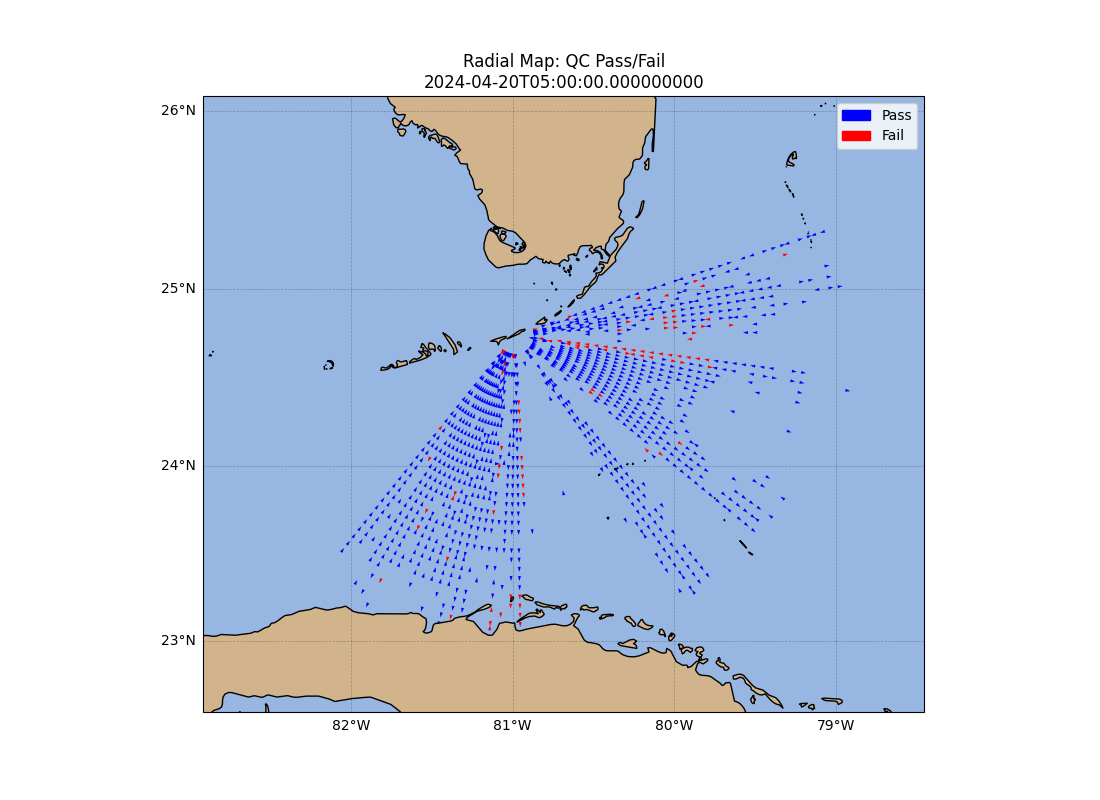 Radial Map: QC Pass/Fail
2024-04-20T05:00:00.000000000
Pass
Fail
26°N
25°N
24°N
23°N
82°W
81°W
80°W
79°W